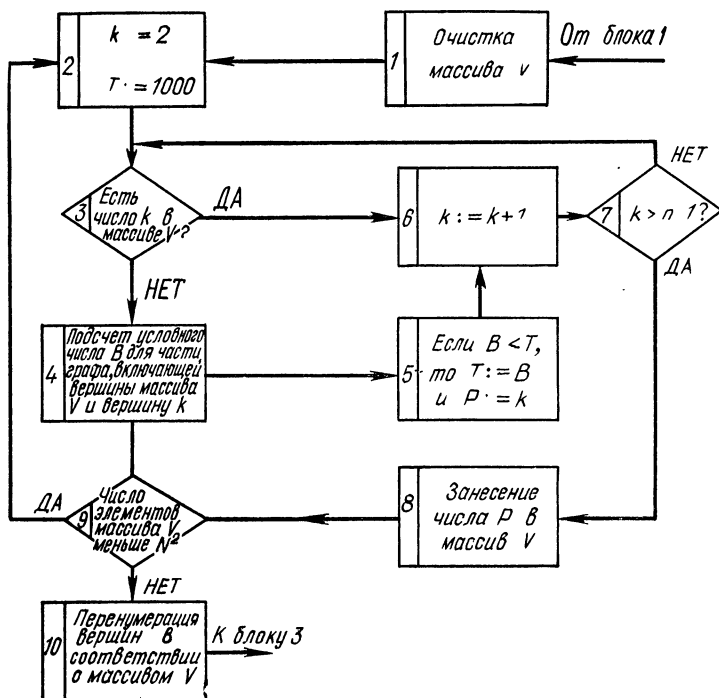 2
k = 2
T := 1000
1
Очистка
массива v
От блока 1
3
Есть
число k в
массиве V?
ДА
НЕТ
6
k := k+1
7
k > n-1?
НЕТ
ДА
4
Подсчет условного
числа В для части
графа, включающей
вершины массива
V и вершину k
5
Если В < Т,
то Т := В
и Р := k
9
Число
элементов
массива V
меньше N?
ДА
НЕТ
8
Занесение
числа Р в
массив V
10
Перенумерация
вершин в
соответствии
с массивом V
К блоку 3